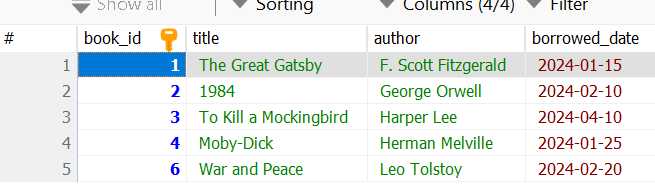 Show all Sorting Columns (4/4) Filter
# book_id title author borrowed_date
1 1 The Great Gatsby F. Scott Fitzgerald 2024-01-15
2 2 1984 George Orwell 2024-02-10
3 3 To Kill a Mockingbird Harper Lee 2024-04-10
4 4 Moby-Dick Herman Melville 2024-01-25
5 6 War and Peace Leo Tolstoy 2024-02-20